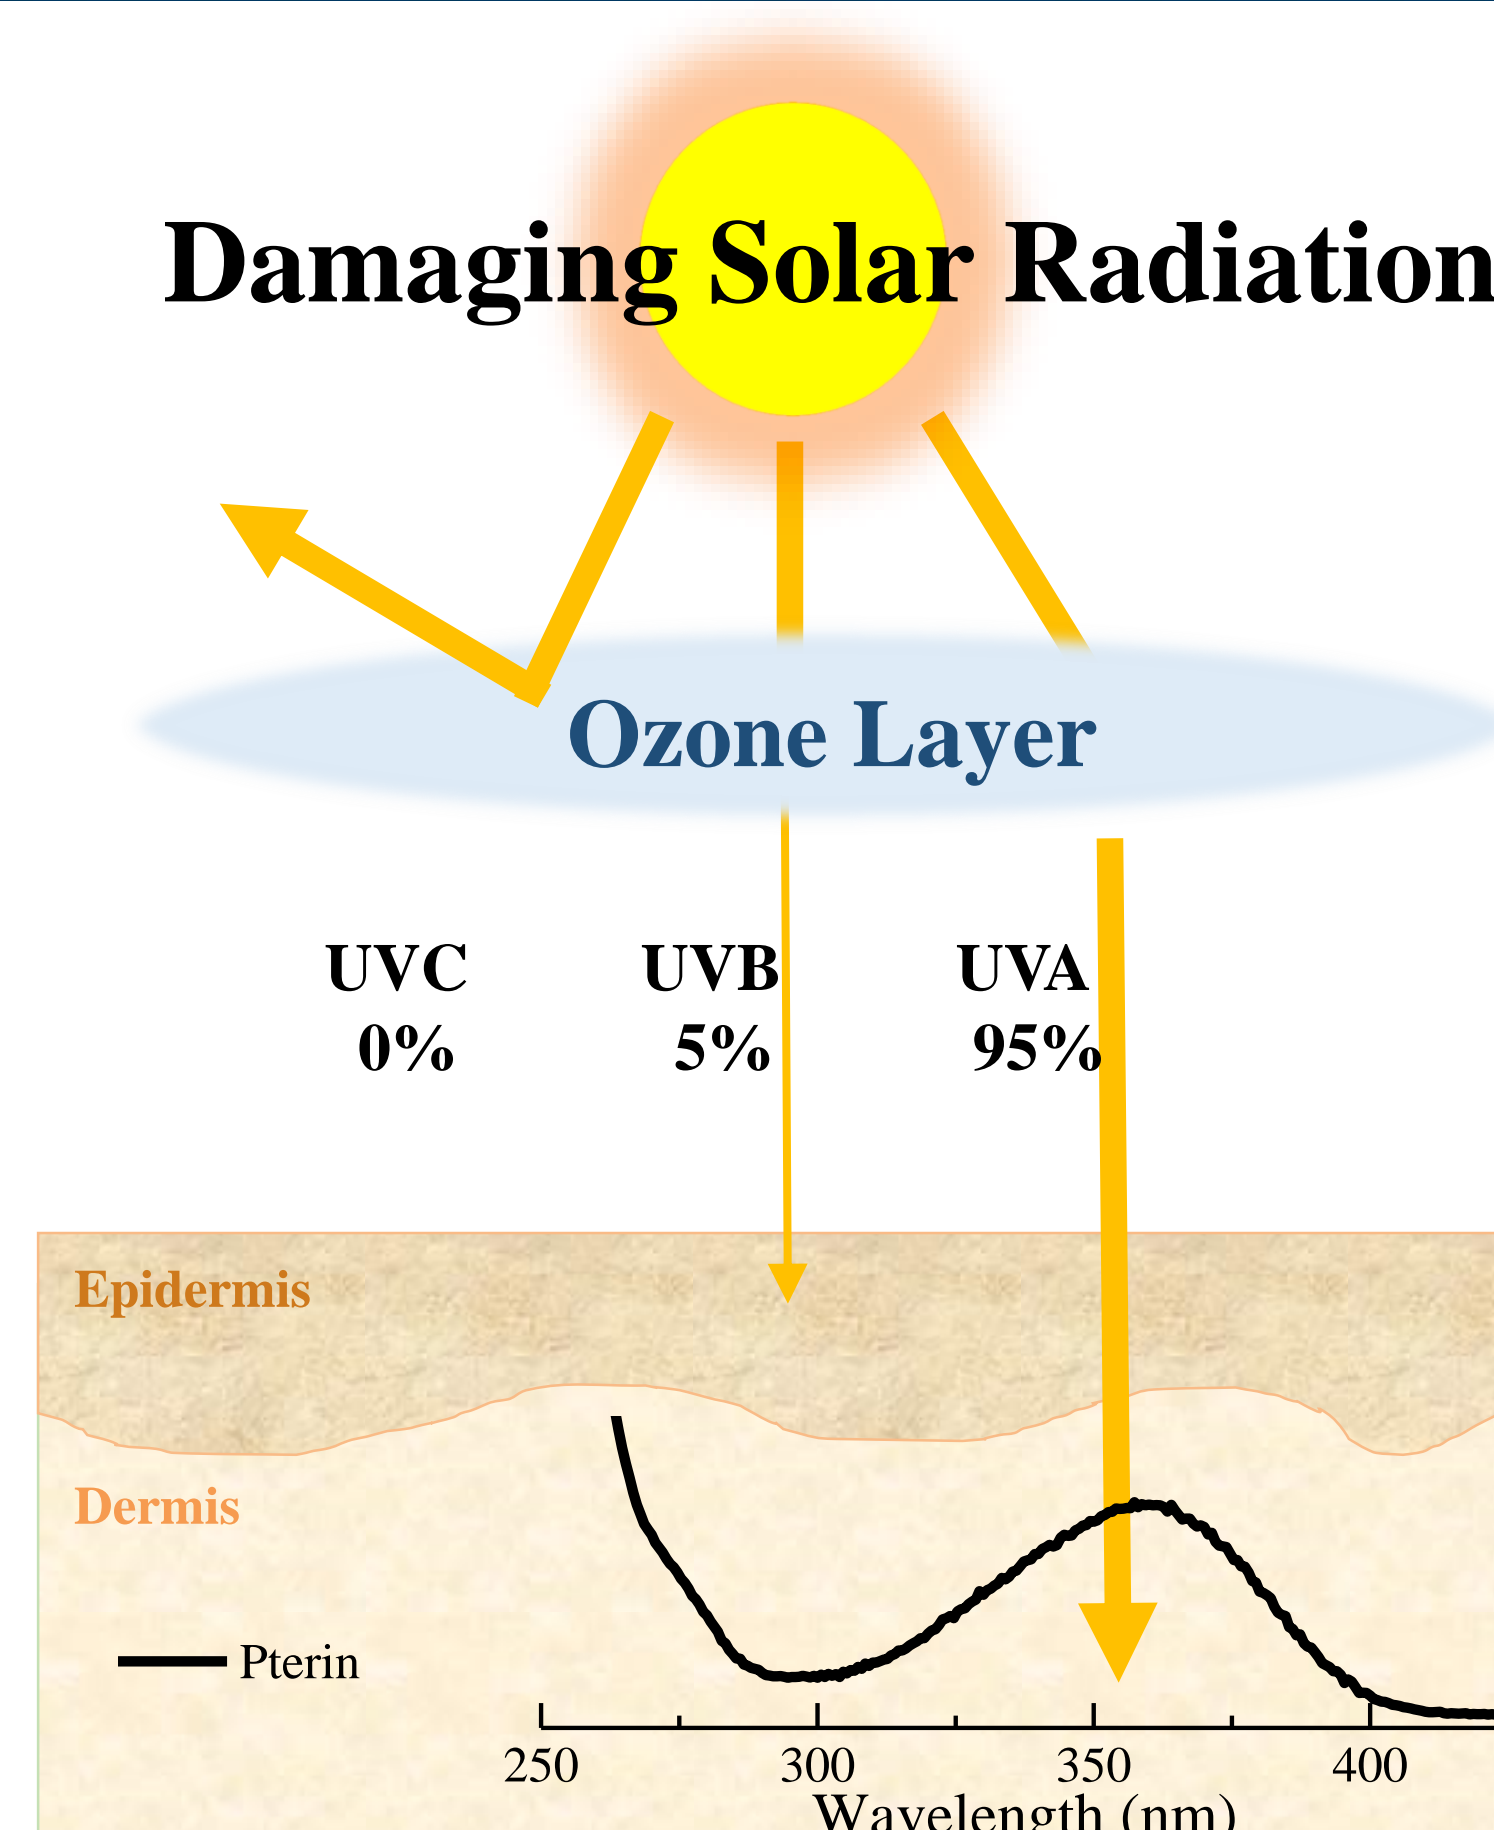 Damaging Solar Radiation
Ozone Layer
UVC UVB UVA
0% 5% 95%
Epidermis
Dermis
Pterin
250 300 350 400
Wavelength (nm)